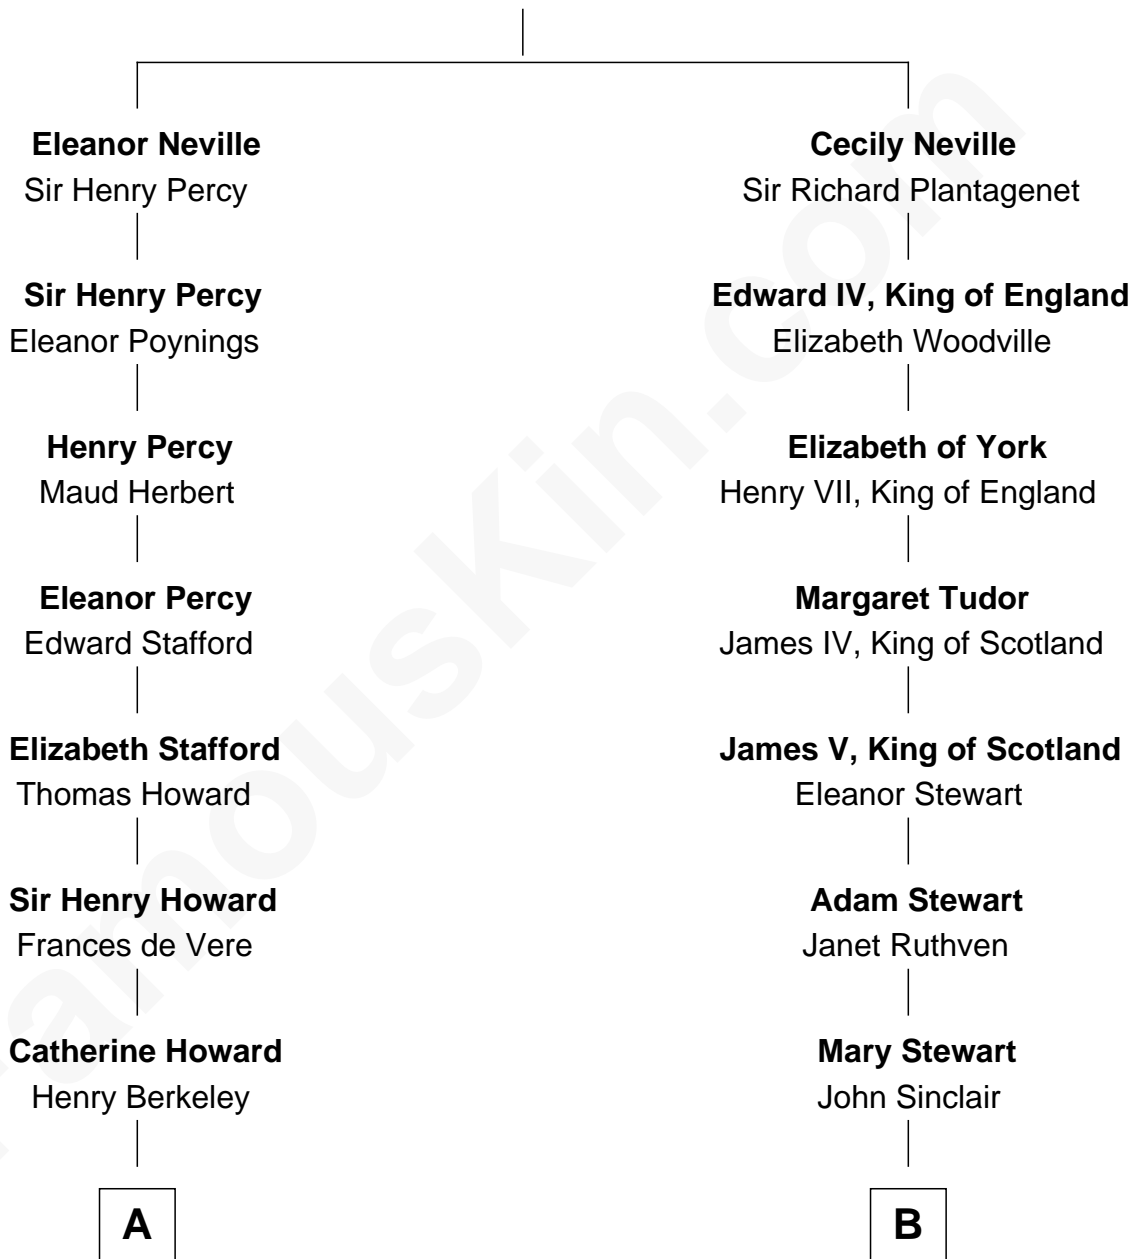 Eleanor Neville
Sir Henry Percy
Sir Henry Percy
Eleanor Poynings
Henry Percy
Maud Herbert
Eleanor Percy
Edward Stafford
Elizabeth Stafford
Thomas Howard
Sir Henry Howard
Frances de Vere
Catherine Howard
Henry Berkeley
A
Cecily Neville
Sir Richard Plantagenet
Edward IV, King of England
Elizabeth Woodville
Elizabeth of York
Henry VII, King of England
Margaret Tudor
James IV, King of Scotland
James V, King of Scotland
Eleanor Stewart
Adam Stewart
Janet Ruthven
Mary Stewart
John Sinclair
B
FamousKin.com